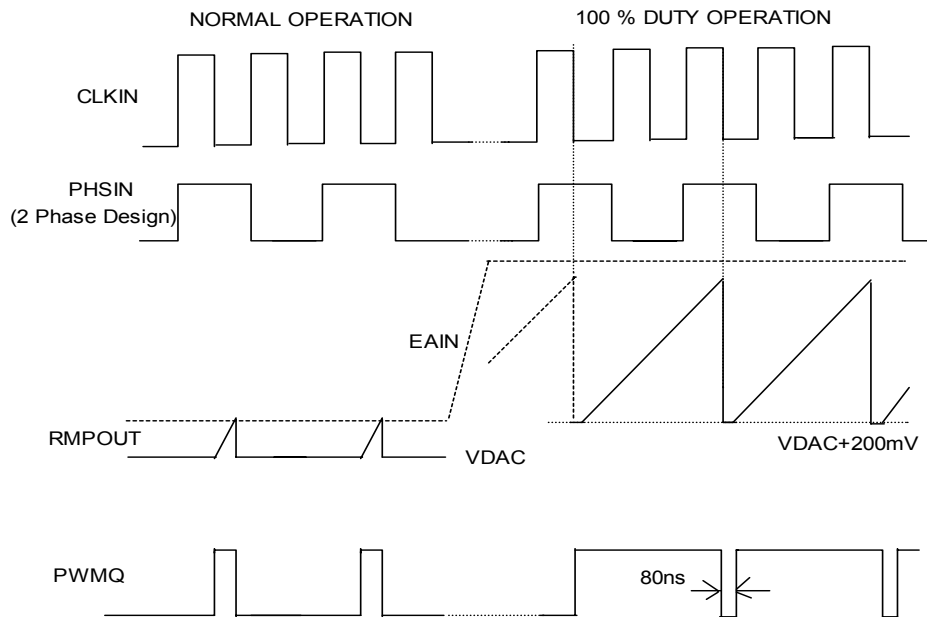 NORMAL OPERATION
100 % DUTY OPERATION
CLKIN
PHSIN
(2 Phase Design)
EAIN
RMPOUT
VDAC
VDAC+200mV
PWMQ
80ns